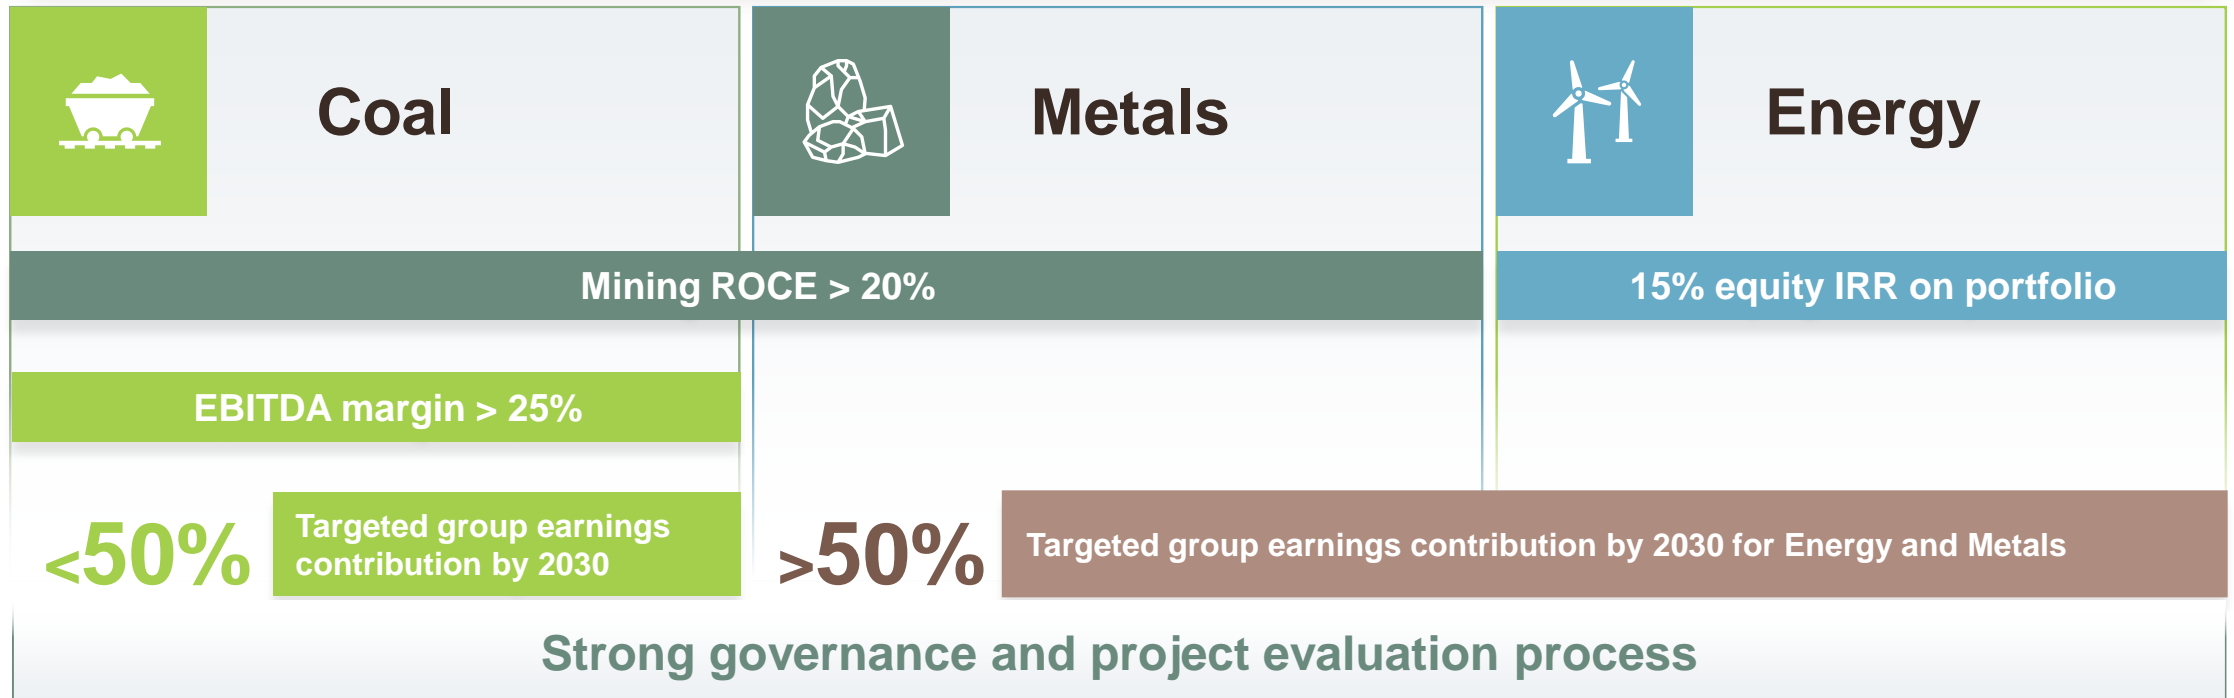 Coal
Metals
Energy
Mining ROCE > 20%
15% equity IRR on portfolio
EBITDA margin > 25%
<50%
Targeted group earnings
contribution by 2030
>50%
Targeted group earnings contribution by 2030 for Energy and Metals
Strong governance and project evaluation process